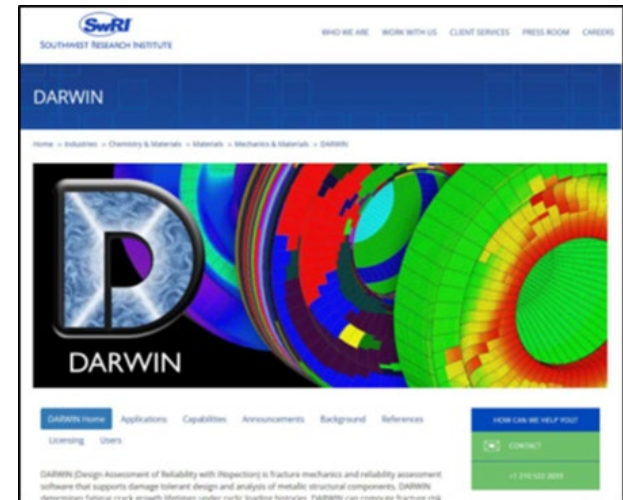 SwRI
SOUTHWEST RESEARCH INSTITUTE
WHO WE ARE WORK WITH US CLIENT SERVICES PRESS ROOM CAREERS
DARWIN
Home » Industries » Chemistry & Materials » Materials » Mechanics & Materials » DARWIN
D
DARWIN
DARWIN Home Applications Capabilities Announcements Background References
Licensing Users
HOW CAN WE HELP YOU?
CONTACT
+1 210 522
DARWIN (Design Assessment of Reliability with INspection) is fracture mechanics and reliability assessment
software that supports damage tolerant design and analysis of metallic structural components. DARWIN
determines fatigue crack growth lifetimes under cyclic loading histories. DARWIN can compute fracture risk